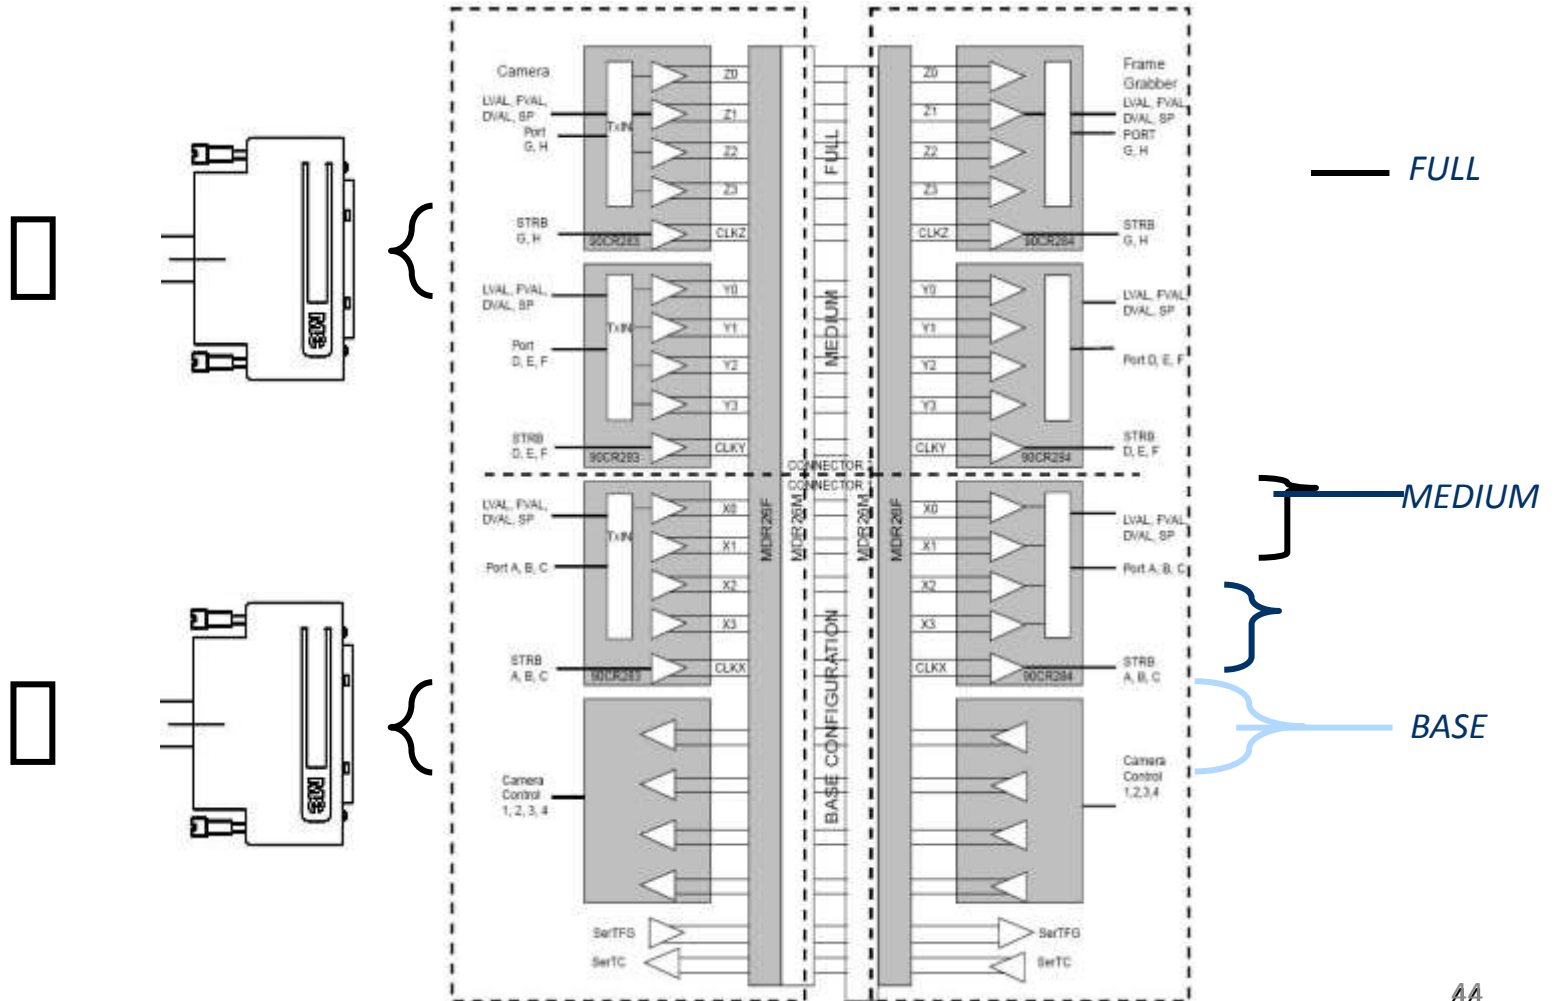 Camera
LVAL, FVAL,
DVAL, SP
Port
G, H
STRB
G, H
TxIN
90CR283
Z0
Z1
Z2
Z3
CLKZ
LVAL, FVAL,
DVAL, SP
Port
D, E, F
STRB
D, E, F
TxIN
90CR283
Y0
Y1
Y2
Y3
CLKY
LVAL, FVAL,
DVAL, SP
Port A, B, C
STRB
A, B, C
TxIN
90CR283
X0
X1
X2
X3
CLKX
Camera
Control
1, 2, 3, 4
SerTFG
SerTC
MDR26F
MDR26M
FULL
MEDIUM
CONNECTOR
CONNECTOR
BASE CONFIGURATION
MDR26M
MDR26F
Z0
Z1
Z2
Z3
CLKZ
90CR284
Frame
Grabber
LVAL, FVAL,
DVAL, SP
PORT
G, H
STRB
G, H
Y0
Y1
Y2
Y3
CLKY
90CR284
LVAL, FVAL,
DVAL, SP
Port D, E, F
STRB
D, E, F
X0
X1
X2
X3
CLKX
90CR284
LVAL, FVAL,
DVAL, SP
Port A, B, C
STRB
A, B, C
Camera
Control
1,2,3,4
SerTFG
SerTC
3M
3M
FULL
MEDIUM
BASE
44